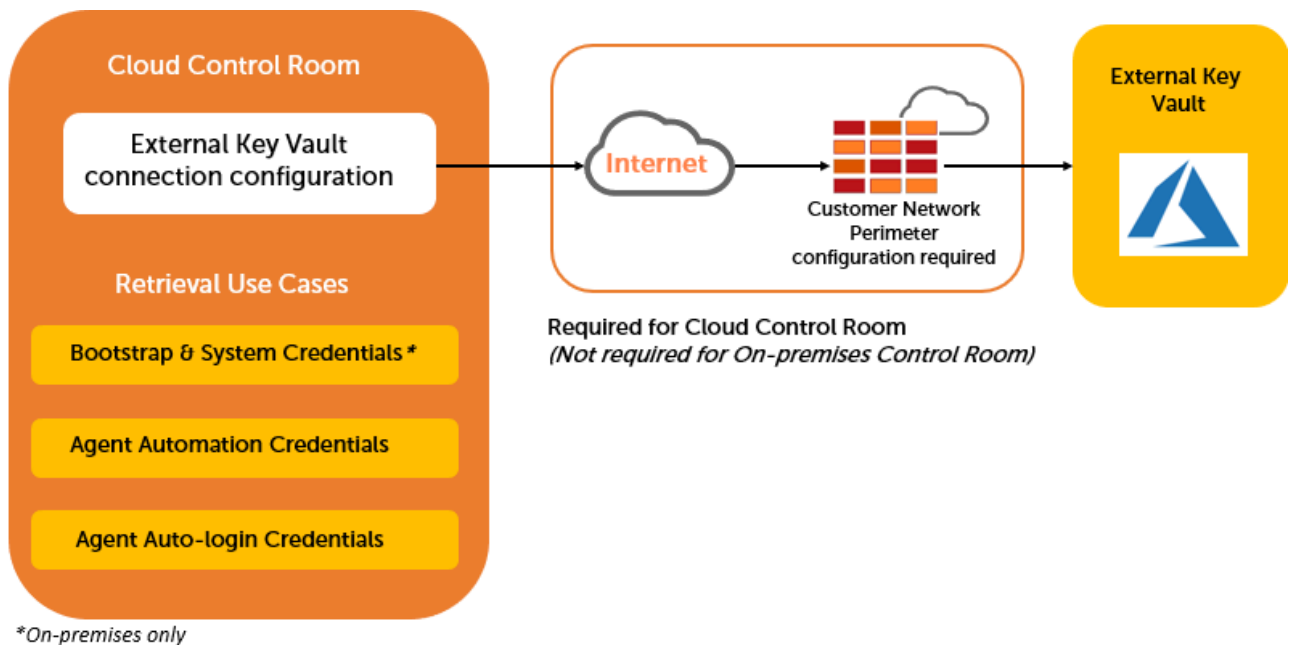 Cloud Control Room
External Key Vault
connection configuration
Retrieval Use Cases
Bootstrap & System Credentials*
Agent Automation Credentials
Agent Auto-login Credentials
*On-premises only
Internet
Customer Network
Perimeter
configuration required
Required for Cloud Control Room
(Not required for On-premises Control Room)
External Key
Vault